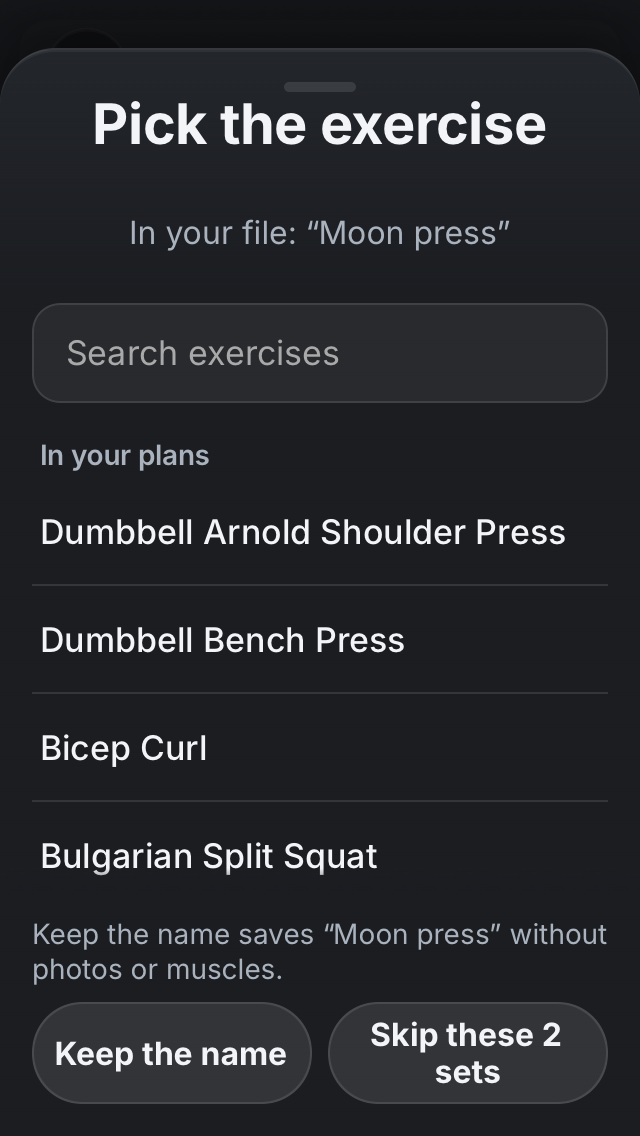 Pick the exercise
In your file: “Moon press”
Search exercises
In your plans
Dumbbell Arnold Shoulder Press
Dumbbell Bench Press
Bicep Curl
Bulgarian Split Squat
Keep the name saves “Moon press” without
photos or muscles.
Keep the name
Skip these 2
sets